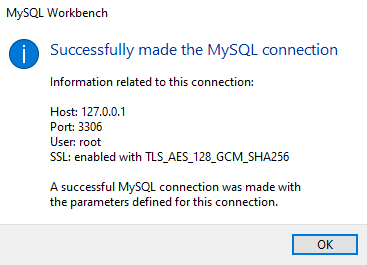 MySQL Workbench
Successfully made the MySQL connection
Information related to this connection:
Host: 127.0.0.1
Port: 3306
User: root
SSL: enabled with TLS_AES_128_GCM_SHA256
A successful MySQL connection was made with
the parameters defined for this connection.
OK